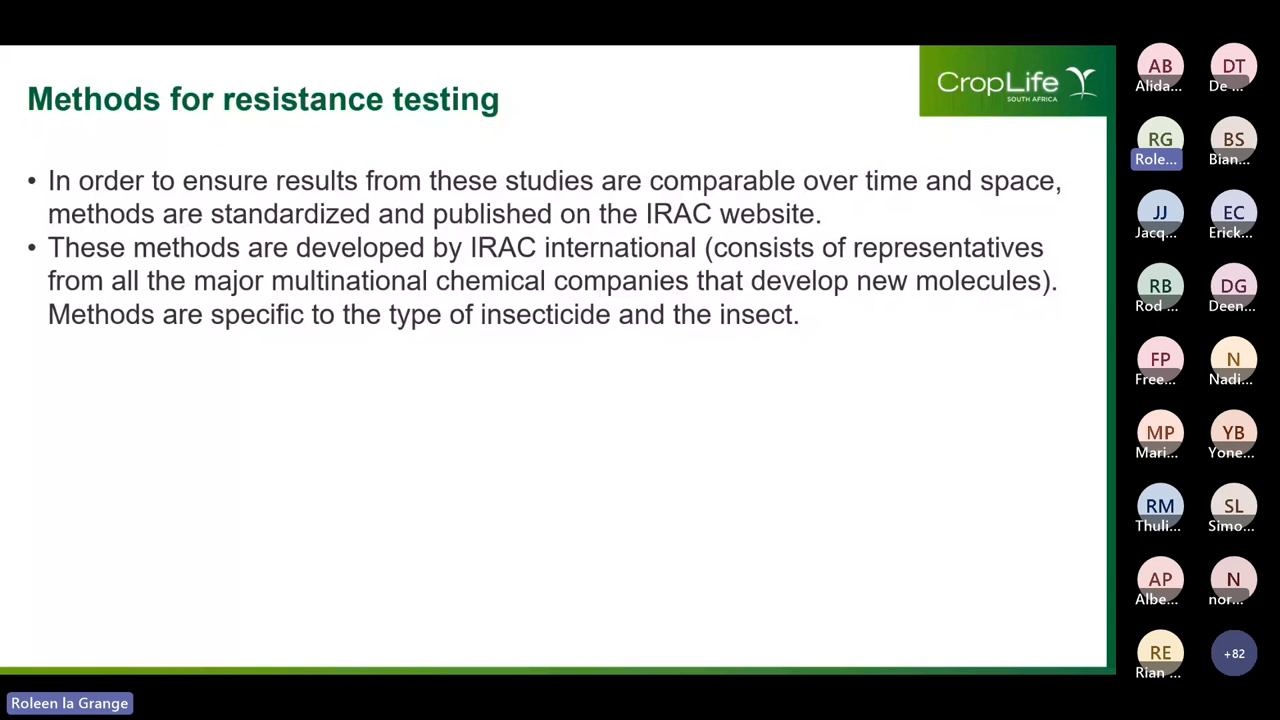 Methods for resistance testing
CropLife
SOUTH AFRICA
• In order to ensure results from these studies are comparable over time and space,
methods are standardized and published on the IRAC website.
• These methods are developed by IRAC international (consists of representatives
from all the major multinational chemical companies that develop new molecules).
Methods are specific to the type of insecticide and the insect.
AB
Alida...
DT
De ...
RG
Role...
BS
Bian...
JJ
Jacq...
EC
Erick...
RB
Rod ...
DG
Deen...
FP
Free...
N
Nadi...
MP
Mari...
YB
Yone...
RM
Thuli...
SL
Simo...
AP
Albe...
N
nor...
RE
Rian ...
+82
Roleen la Grange